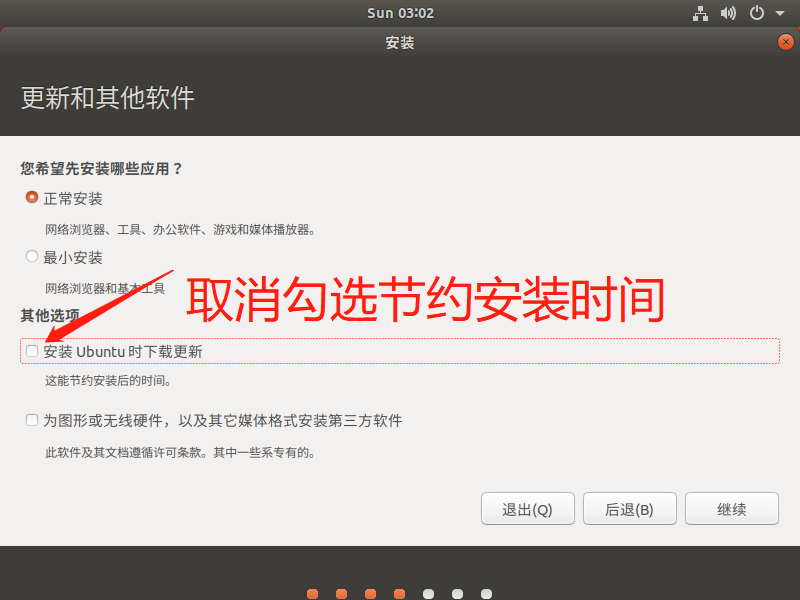 Sun 03:02
安装
更新和其他软件
您希望先安装哪些应用？
正常安装
网络浏览器、工具、办公软件、游戏和媒体播放器。
最小安装
网络浏览器和基本工具
取消勾选节约安装时间
其他选项
安装 Ubuntu 时下载更新
这能节约安装后的时间。
为图形或无线硬件，以及其它媒体格式安装第三方软件
此软件及其文档遵循许可条款。其中一些系专有的。
退出(Q) 后退(B) 继续